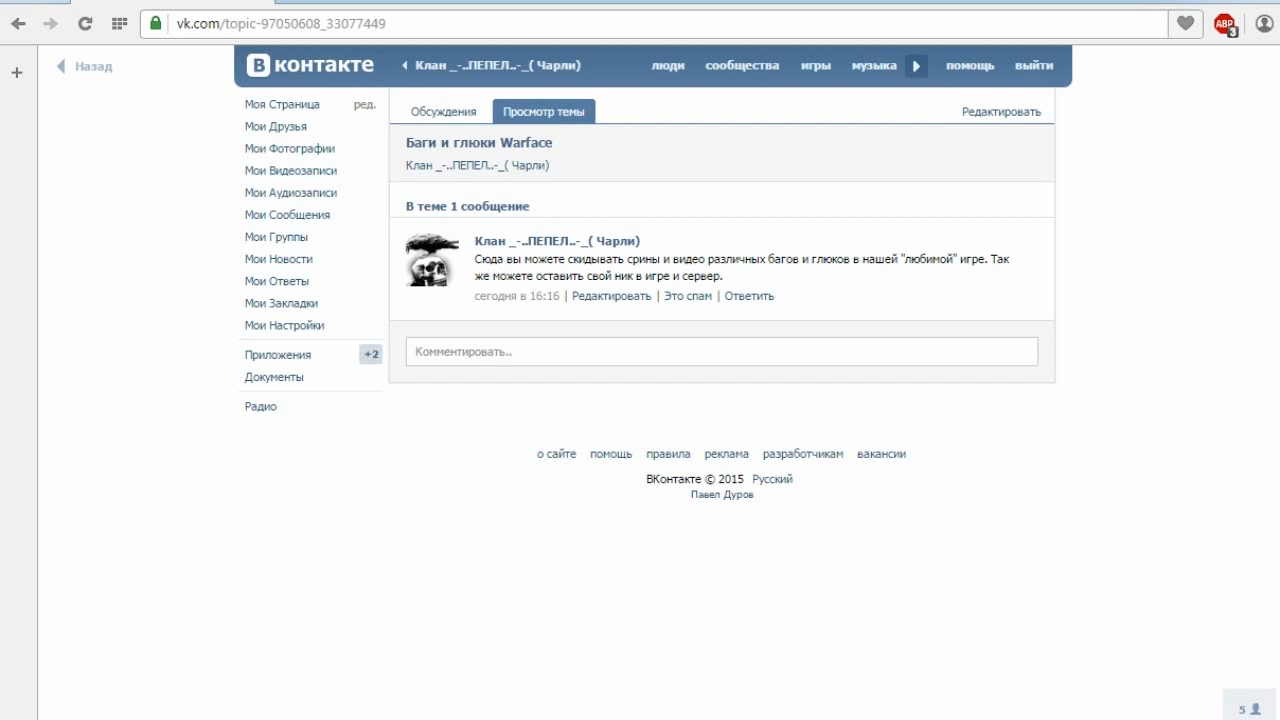 vk.com/topic-97050608_33077449
ABP 3
Назад
В контакте
Клан _-..ПЕПЕЛ..-_( Чарли)
люди сообщества игры музыка помощь выйти
Моя Страница ред.
Мои Друзья
Мои Фотографии
Мои Видеозаписи
Мои Аудиозаписи
Мои Сообщения
Мои Группы
Мои Новости
Мои Ответы
Мои Закладки
Мои Настройки
Приложения +2
Документы
Радио
Обсуждения Просмотр темы Редактировать
Баги и глюки Warface
Клан _-..ПЕПЕЛ..-_( Чарли)
В теме 1 сообщение
Клан _-..ПЕПЕЛ..-_( Чарли)
Сюда вы можете скидывать срины и видео различных багов и глюков в нашей "любимой" игре. Так
же можете оставить свой ник в игре и сервер.
сегодня в 16:16 | Редактировать | Это спам | Ответить
Комментировать..
о сайте помощь правила реклама разработчикам вакансии
ВКонтакте © 2015 Русский
Павел Дуров
5